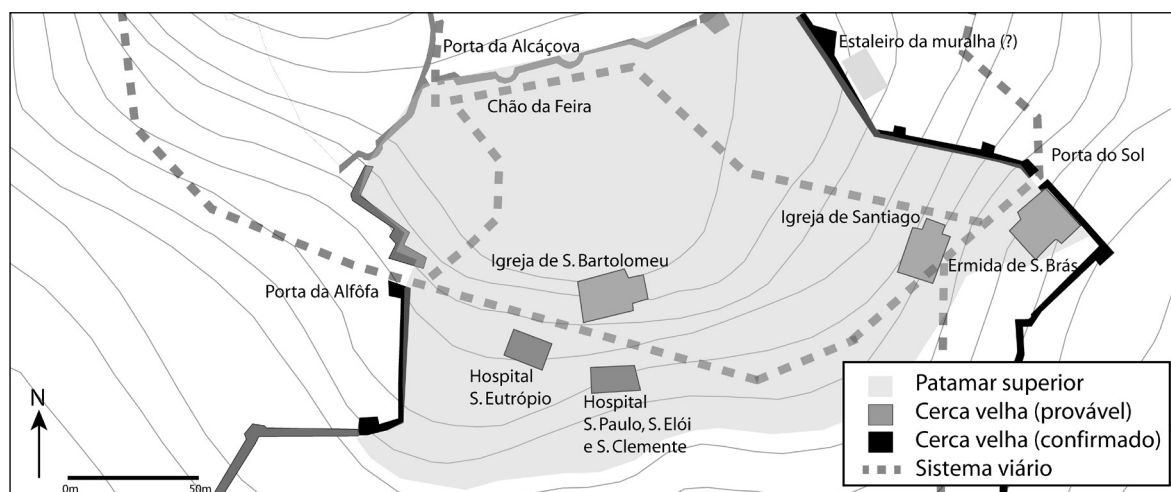 Porta da Alcáçova
Estaleiro da muralha (?)
Chão da Feira
Porta do Sol
Igreja de Santiago
Igreja de S. Bartolomeu
Ermida de S. Brás
Porta da Alfôfa
Hospital
S. Eutrópio
Hospital
S. Paulo, S. Elói
e S. Clemente
N
0m
50m
Patamar superior
Cerca velha (provável)
Cerca velha (confirmado)
Sistema viário